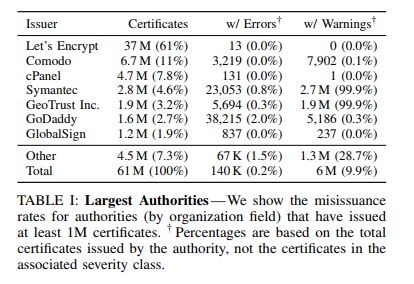 Issuer Certificates w/ Errors† w/ Warnings†
Let's Encrypt 37 M (61%) 13 (0.0%) 0 (0.0%)
Comodo 6.7 M (11%) 3,219 (0.0%) 7,902 (0.1%)
cPanel 4.7 M (7.8%) 131 (0.0%) 1 (0.0%)
Symantec 2.8 M (4.6%) 23,053 (0.8%) 2.7 M (99.9%)
GeoTrust Inc. 1.9 M (3.2%) 5,694 (0.3%) 1.9 M (99.9%)
GoDaddy 1.6 M (2.7%) 38,215 (2.0%) 5,186 (0.3%)
GlobalSign 1.2 M (1.9%) 837 (0.0%) 237 (0.0%)
Other 4.5 M (7.3%) 67 K (1.5%) 1.3 M (28.7%)
Total 61 M (100%) 140 K (0.2%) 6 M (9.9%)
TABLE I: Largest Authorities—We show the misissuance
rates for authorities (by organization field) that have issued
at least 1M certificates. † Percentages are based on the total
certificates issued by the authority, not the certificates in the
associated severity class.